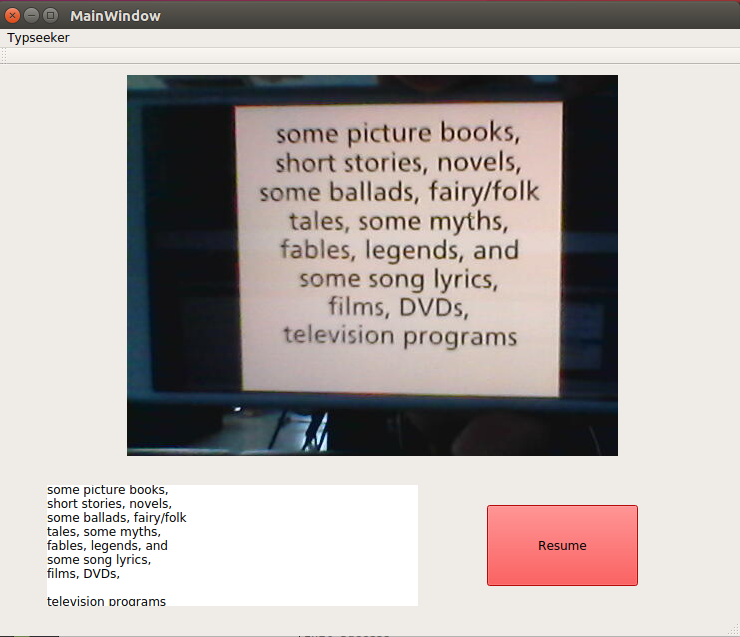 MainWindow
Typseeker
some picture books,
short stories, novels,
some ballads, fairy/folk
tales, some myths,
fables, legends, and
some song lyrics,
films, DVDs,
television programs
some picture books,
short stories, novels,
some ballads, fairy/folk
tales, some myths,
fables, legends, and
some song lyrics,
films, DVDs,
television programs
Resume